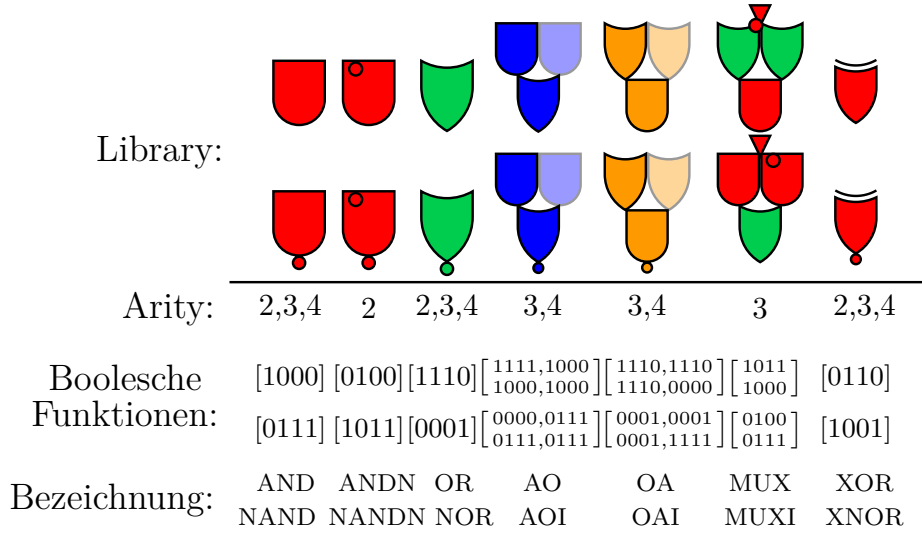 Library:
Arity: 2,3,4 2 2,3,4 3,4 3,4 3 2,3,4
Boolesche
Funktionen:
[1000] [0100] [1110] [1111,1000 1000,1000] [1110,1110 1110,0000] [1011 1000] [0110]
[0111] [1011] [0001] [0000,0111 0111,0111] [0001,0001 0001,1111] [0100 0111] [1001]
Bezeichnung:
AND ANDN OR AO OA MUX XOR
NAND NANDN NOR AOI OAI MUXI XNOR